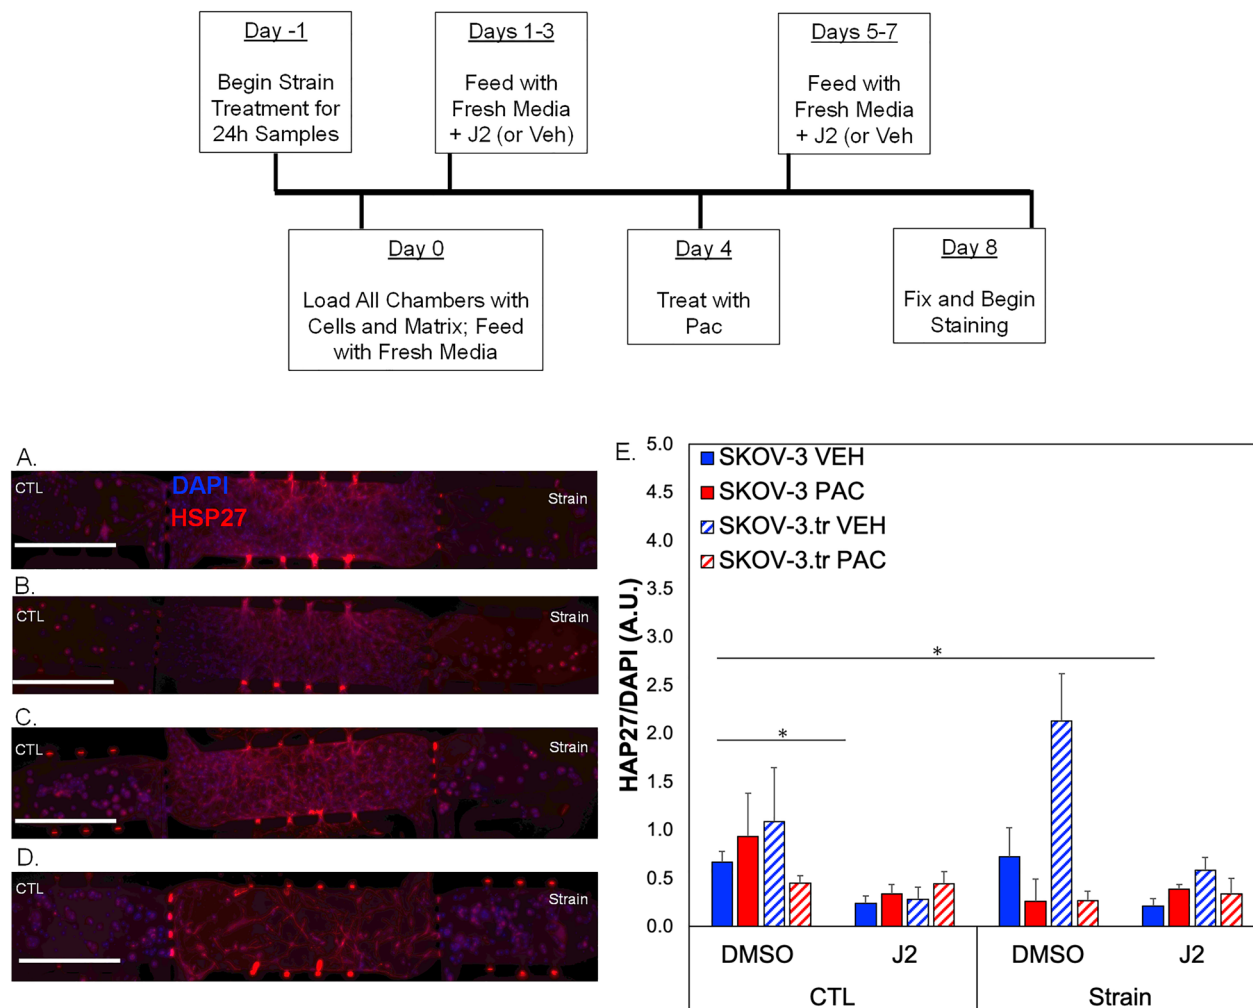 Day -1
Begin Strain
Treatment for
24h Samples
Days 1-3
Feed with
Fresh Media
+ J2 (or Veh)
Days 5-7
Feed with
Fresh Media
+ J2 (or Veh
Day 0
Load All Chambers with
Cells and Matrix; Feed
with Fresh Media
Day 4
Treat with
Pac
Day 8
Fix and Begin
Staining
A.
CTL
DAPI
HSP27
Strain
B.
CTL
Strain
C.
CTL
Strain
D.
CTL
Strain
E.
HAP27/DAPI (A.U.)
5.0
4.5
4.0
3.5
3.0
2.5
2.0
1.5
1.0
0.5
0.0
SKOV-3 VEH
SKOV-3 PAC
SKOV-3.tr VEH
SKOV-3.tr PAC
*
*
DMSO
J2
DMSO
J2
CTL
Strain